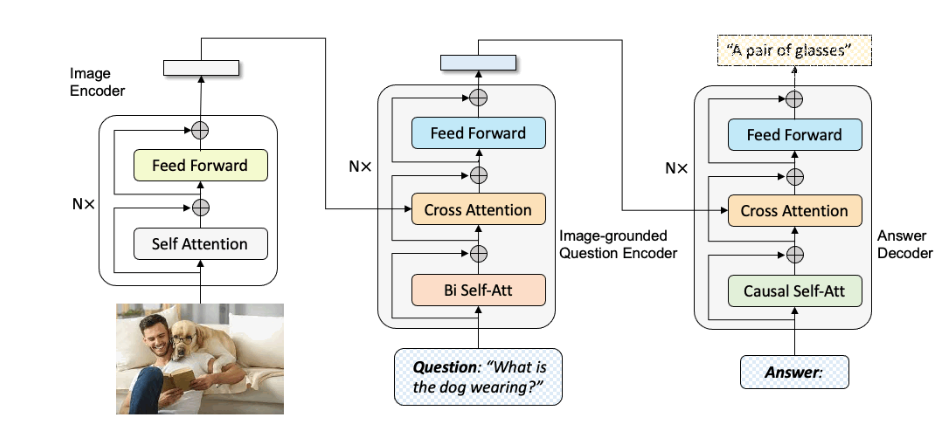 Image
Encoder
Feed Forward
N×
Self Attention
Feed Forward
N×
Cross Attention
Image-grounded
Question Encoder
Bi Self-Att
Question: “What is
the dog wearing?”
“A pair of glasses”
Feed Forward
N×
Cross Attention
Answer
Decoder
Causal Self-Att
Answer: